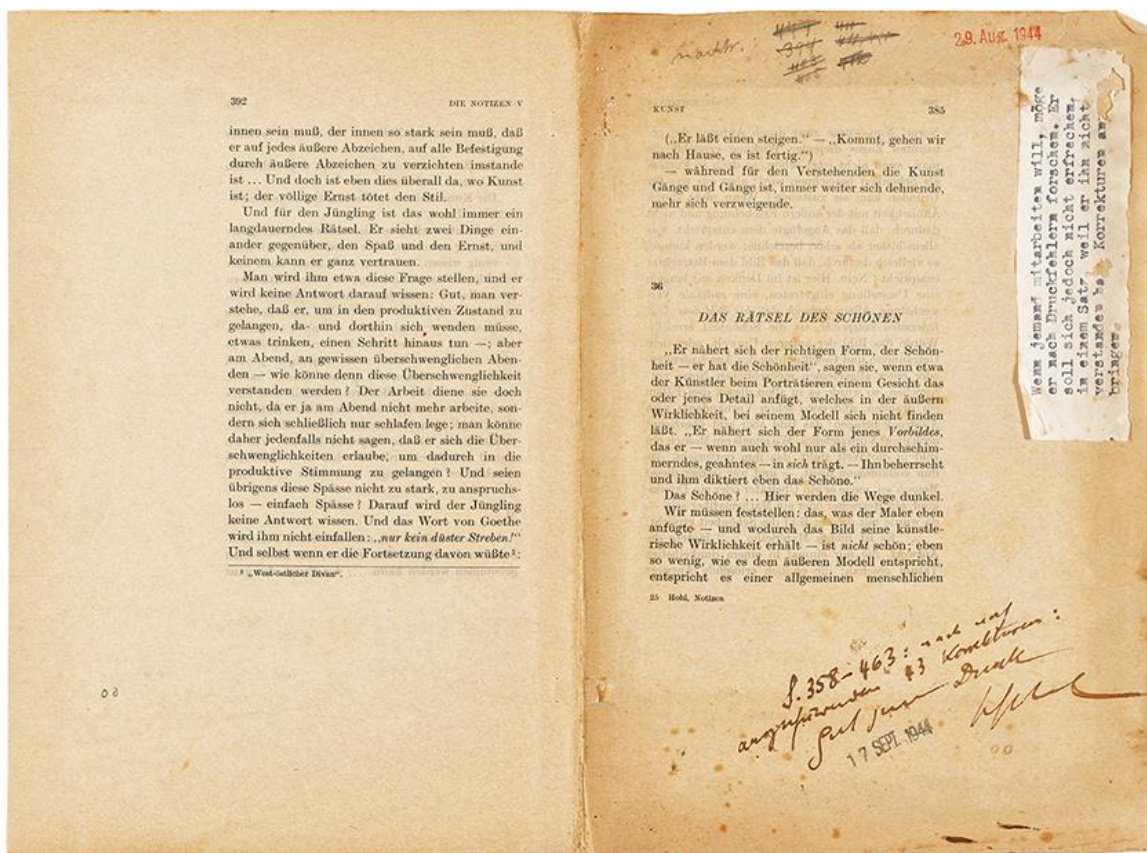 392 DIE NOTIZEN V
innen sein muß, der innen so stark sein muß, daß
er auf jedes äußere Abzeichen, auf alle Befestigung
durch äußere Abzeichen zu verzichten imstande
ist ... Und doch ist eben dies überall da, wo Kunst
ist; der völlige Ernst tötet den Stil.
Und für den Jüngling ist das wohl immer ein
langdauerndes Rätsel. Er sieht zwei Dinge ein-
ander gegenüber, den Spaß und den Ernst, und
keinem kann er ganz vertrauen.
Man wird ihm etwa diese Frage stellen, und er
wird keine Antwort darauf wissen: Gut, man ver-
stehe, daß er, um in den produktiven Zustand zu
gelangen, da- und dorthin sich wenden müsse,
etwas trinken, einen Schritt hinaus tun —; aber
am Abend, an gewissen überschwenglichen Aben-
den — wie könne denn diese Überschwenglichkeit
verstanden werden? Der Arbeit diene sie doch
nicht, da er ja am Abend nicht mehr arbeite, son-
dern sich schließlich nur schlafen lege; man könne
daher jedenfalls nicht sagen, daß er sich die Über-
schwenglichkeiten erlaube, um dadurch in die
produktive Stimmung zu gelangen? Und seien
übrigens diese Spässe nicht zu stark, zu anspruchs-
los — einfach Spässe? Darauf wird der Jüngling
keine Antwort wissen. Und das Wort von Goethe
wird ihm nicht einfallen: „nur kein düster Streben!“
Und selbst wenn er die Fortsetzung davon wüßte¹:
¹ „West-östlicher Divan“.
nachtr.
29. Aug. 1944
KUNST 385
(„Er läßt einen steigen.“ — „Kommt, gehen wir
nach Hause, es ist fertig.“)
— während für den Verstehenden die Kunst
Gänge und Gänge ist, immer weiter sich dehnende,
mehr sich verzweigende.
36
DAS RÄTSEL DES SCHÖNEN
„Er nähert sich der richtigen Form, der Schön-
heit — er hat die Schönheit“, sagen sie, wenn etwa
der Künstler beim Porträtieren einem Gesicht das
oder jenes Detail anfügt, welches in der äußern
Wirklichkeit, bei seinem Modell sich nicht finden
läßt. „Er nähert sich der Form jenes Vorbildes,
das er — wenn auch wohl nur als ein durchschim-
merndes, geahntes — in sich trägt. — Ihn beherrscht
und ihm diktiert eben das Schöne.“
Das Schöne? ... Hier werden die Wege dunkel.
Wir müssen feststellen: das, was der Maler eben
anfügte — und wodurch das Bild seine künstle-
rische Wirklichkeit erhält — ist nicht schön; eben
so wenig, wie es dem äußeren Modell entspricht,
entspricht es einer allgemeinen menschlichen
25 Hohl, Notizen
Wenn jemand mitarbeiten will, möge
er nach Druckfehlern forschen. Er
soll sich jedoch nicht erfrechen,
in einem Satz, weil er ihn nicht
verstanden ha Korrekturen an
bringen.
S. 358-463: nach
43 Korrekturen:
Gut zum Druck
17 SEPT. 1944